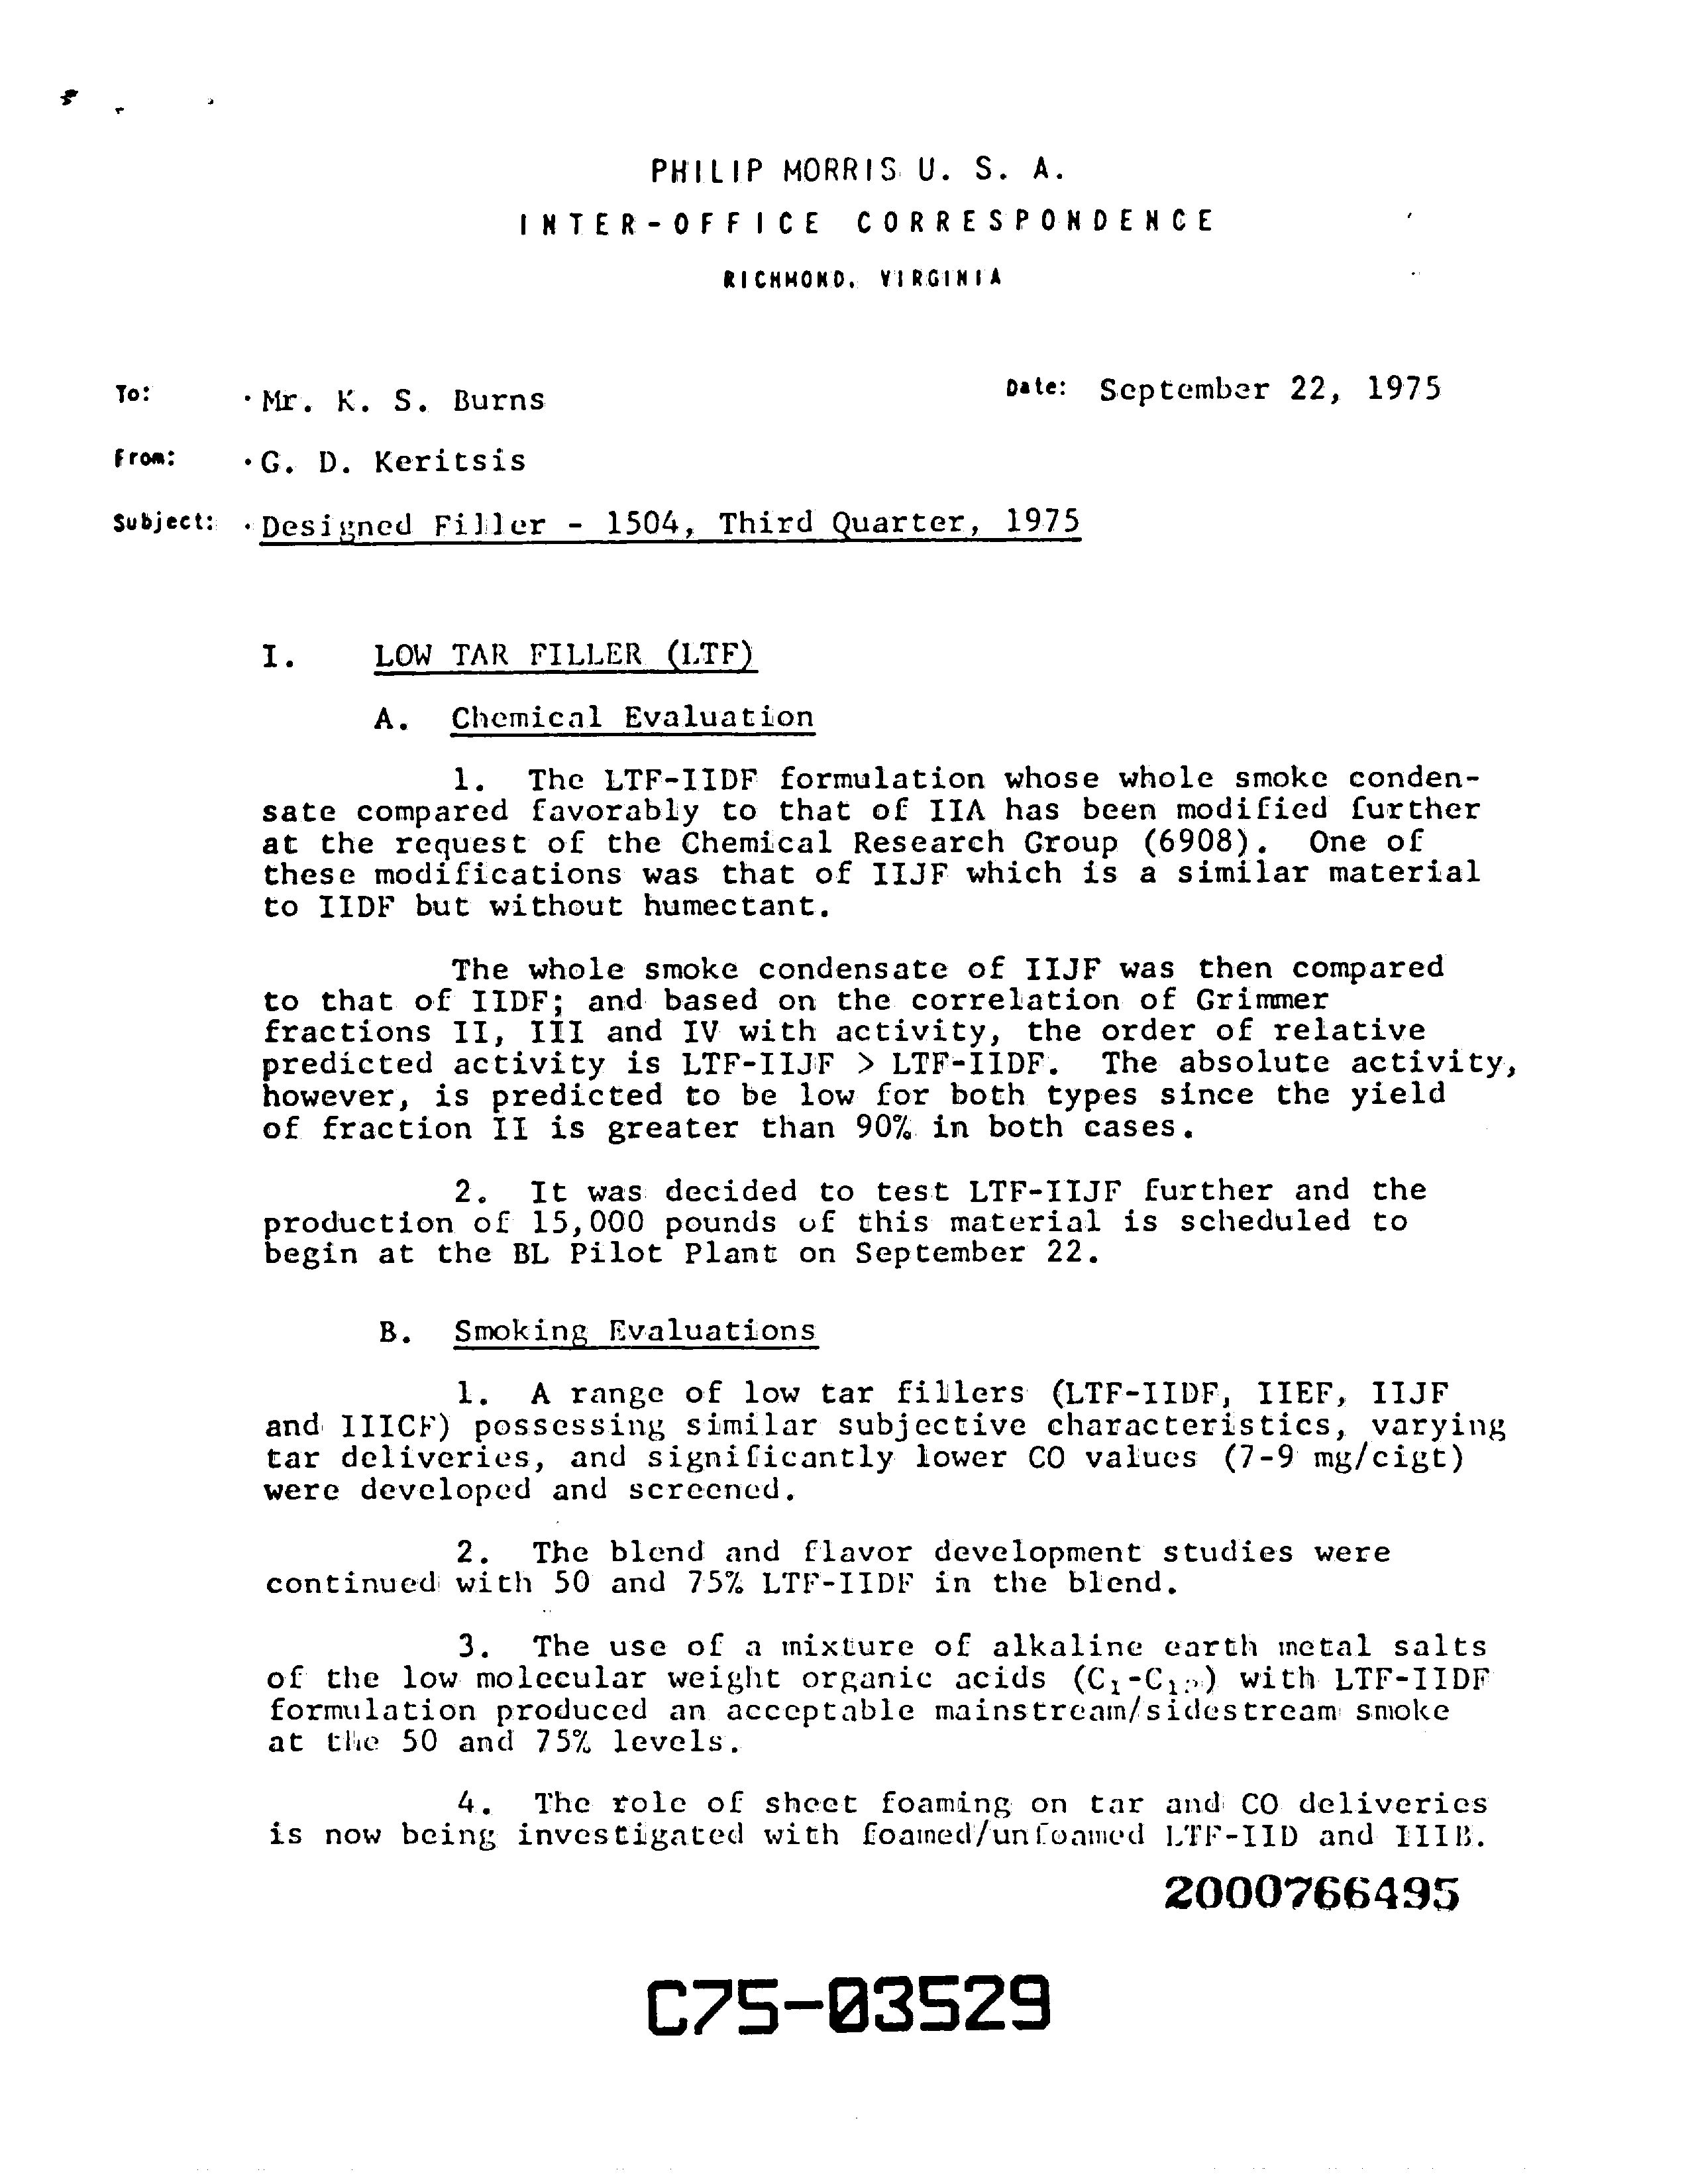 PHILIP MORRIS U. S. A.
INTER-OFFICE CORRESPONDENCE
RICHMOND, VIRGINIA
To: Mr. K. S. Burns Date: September 22, 1975
From: G. D. Keritsis
Subject: Designed Filler - 1504, Third Quarter, 1975
I. LOW TAR FILLER (LTF)
A. Chemical Evaluation
1. The LTF-IIDF formulation whose whole smoke conden-
sate compared favorably to that of IIA has been modified further
at the request of the Chemical Research Group (6908). One of
these modifications was that of IIJF which is a similar material
to IIDF but without humectant.
The whole smoke condensate of IIJF was then compared
to that of IIDF; and based on the correlation of Grimmer
fractions II, III and IV with activity, the order of relative
predicted activity is LTF-IIJF > LTF-IIDF. The absolute activity,
however, is predicted to be low for both types since the yield
of fraction II is greater than 90% in both cases.
2. It was decided to test LTF-IIJF further and the
production of 15,000 pounds of this material is scheduled to
begin at the BL Pilot Plant on September 22.
B. Smoking Evaluations
1. A range of low tar fillers (LTF-IIDF, IIEF, IIJF
and IIICF) possessing similar subjective characteristics, varying
tar deliveries, and significantly lower CO values (7-9 mg/cigt)
were developed and screened.
2. The blend and flavor development studies were
continued with 50 and 75% LTF-IIDF in the blend.
3. The use of a mixture of alkaline earth metal salts
of the low molecular weight organic acids with LTF-IIDF
formulation produced an acceptable mainstream/sidestream smoke
at the 50 and 75% levels.
4. The role of sheet foaming on tar and CO deliveries
is now being investigated with foamed/unfoamed LTF-IID and IIIB.
2000766495
C75-03529